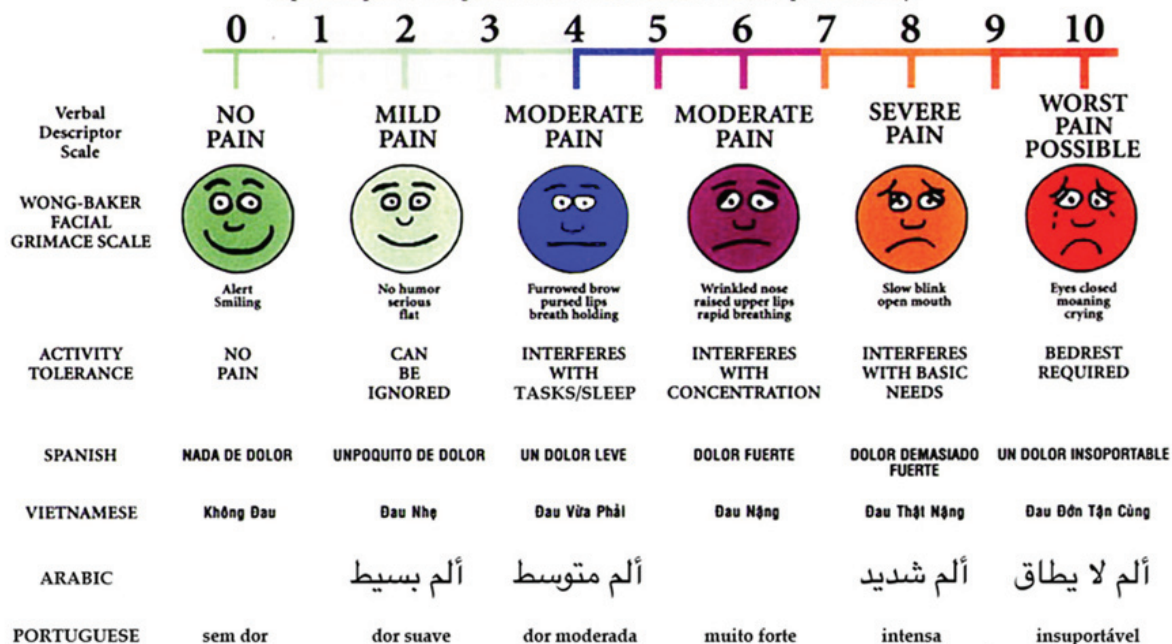 0 1 2 3 4 5 6 7 8 9 10
Verbal
Descriptor
Scale
NO
PAIN
MILD
PAIN
MODERATE
PAIN
MODERATE
PAIN
SEVERE
PAIN
WORST
PAIN
POSSIBLE
WONG-BAKER
FACIAL
GRIMACE SCALE
Alert
Smiling
No humor
serious
flat
Furrowed brow
pursed lips
breath holding
Wrinkled nose
raised upper lips
rapid breathing
Slow blink
open mouth
Eyes closed
moaning
crying
ACTIVITY
TOLERANCE
NO
PAIN
CAN
BE
IGNORED
INTERFERES
WITH
TASKS/SLEEP
INTERFERES
WITH
CONCENTRATION
INTERFERES
WITH BASIC
NEEDS
BEDREST
REQUIRED
SPANISH
NADA DE DOLOR
UNPOQUITO DE DOLOR
UN DOLOR LEVE
DOLOR FUERTE
DOLOR DEMASIADO
FUERTE
UN DOLOR INSOPORTABLE
VIETNAMESE
Không Đau
Đau Nhẹ
Đau Vừa Phải
Đau Nặng
Đau Thật Nặng
Đau Đớn Tận Cùng
ARABIC
ألم بسيط
ألم متوسط
ألم شديد
ألم لا يطاق
PORTUGUESE
sem dor
dor suave
dor moderada
muito forte
intensa
insuportável